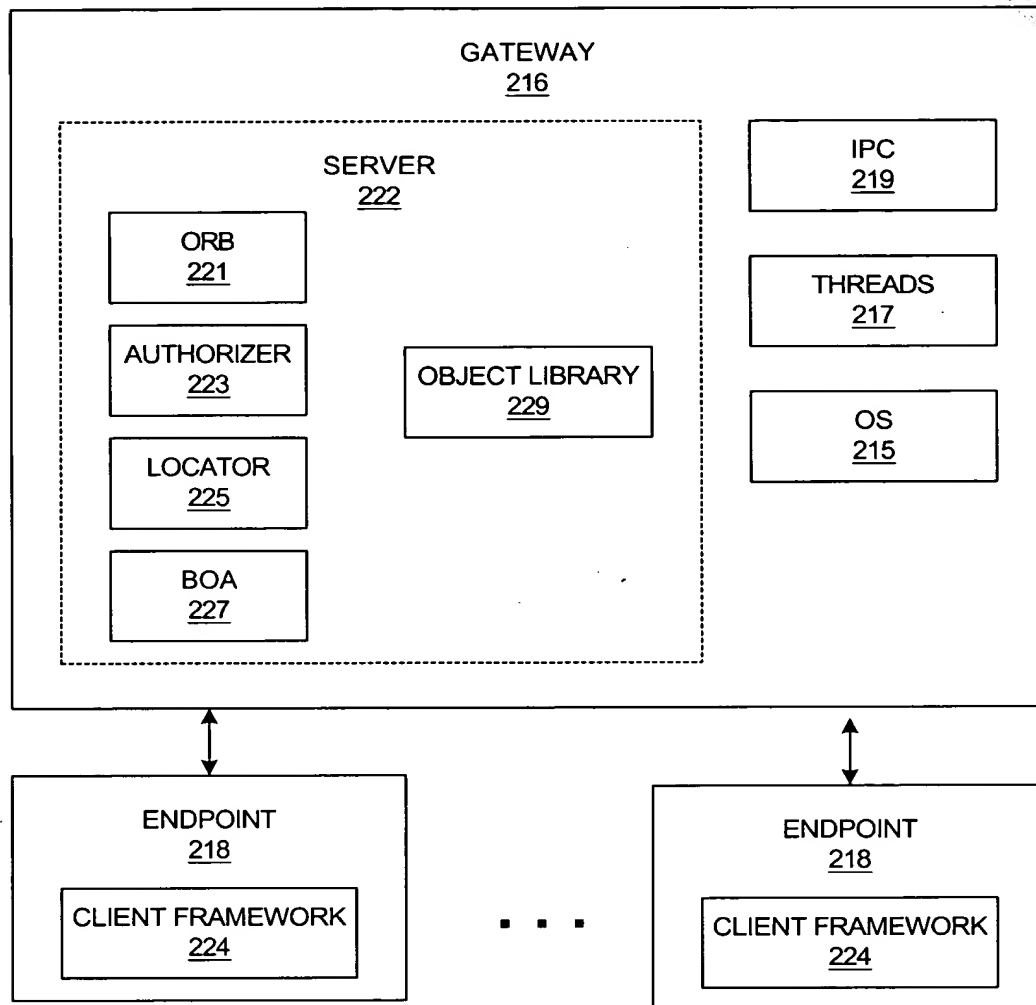 GATEWAY
216
SERVER
222
ORB
221
AUTHORIZER
223
LOCATOR
225
BOA
227
OBJECT LIBRARY
229
IPC
219
THREADS
217
OS
215
ENDPOINT
218
CLIENT FRAMEWORK
224
ENDPOINT
218
CLIENT FRAMEWORK
224